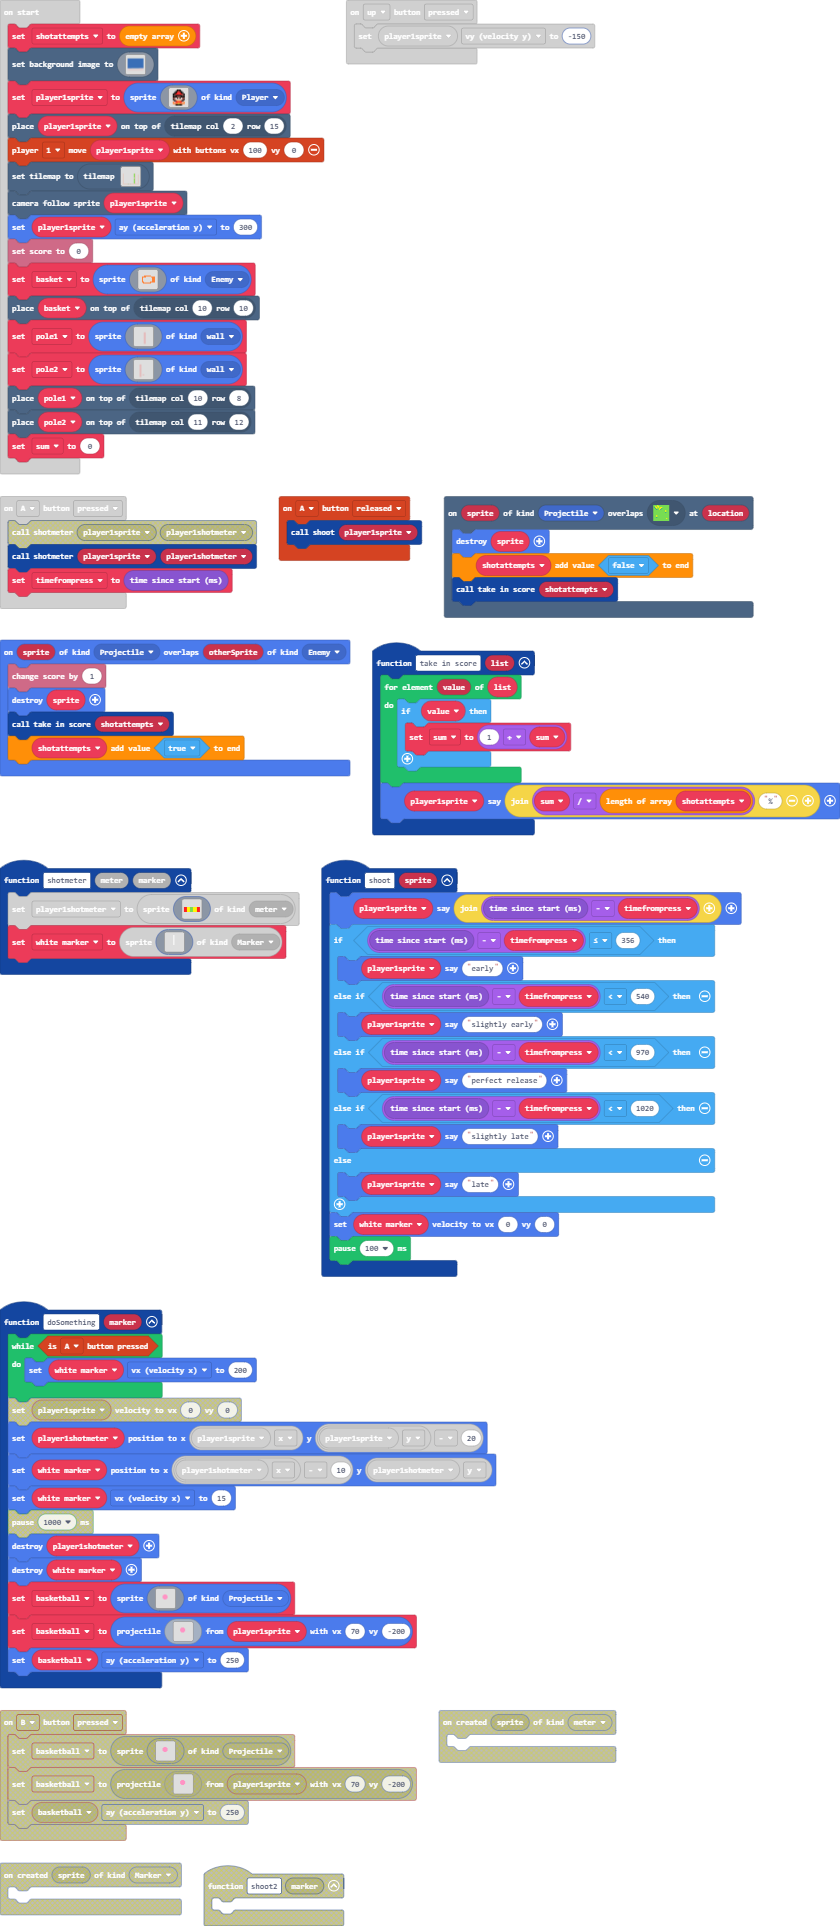 on start
set shotattempts to empty array
set background image to
set player1sprite to sprite of kind Player
place player1sprite on top of tilemap col 2 row 15
player 1 move player1sprite with buttons vx 100 vy 0
set tilemap to tilemap
camera follow sprite player1sprite
set player1sprite ay (acceleration y) to 300
set score to 0
set basket to sprite of kind Enemy
place basket on top of tilemap col 10 row 10
set pole1 to sprite of kind wall
set pole2 to sprite of kind wall
place pole1 on top of tilemap col 10 row 8
place pole2 on top of tilemap col 11 row 12
set sum to 0
on up button pressed
set player1sprite vy (velocity y) to -150
on A button pressed
call shotmeter player1sprite player1shotmeter
call shotmeter player1sprite player1shotmeter
set timefrompress to time since start (ms)
on A button released
call shoot player1sprite
on sprite of kind Projectile overlaps at location
destroy sprite
shotattempts add value false to end
call take in score shotattempts
on sprite of kind Projectile overlaps otherSprite of kind Enemy
change score by 1
destroy sprite
call take in score shotattempts
shotattempts add value true to end
function take in score list
for element value of list
do
if value then
set sum to 1 + sum
player1sprite say join sum / length of array shotattempts "%"
function shotmeter meter marker
set player1shotmeter to sprite of kind meter
set white marker to sprite of kind Marker
function shoot sprite
player1sprite say join time since start (ms) - timefrompress
if time since start (ms) - timefrompress ≤ 356 then
player1sprite say "early"
else if time since start (ms) - timefrompress < 540 then
player1sprite say "slightly early"
else if time since start (ms) - timefrompress < 970 then
player1sprite say "perfect release"
else if time since start (ms) - timefrompress < 1020 then
player1sprite say "slightly late"
else
player1sprite say "late"
set white marker velocity to vx 0 vy 0
pause 100 ms
function doSomething marker
while is A button pressed
do set white marker vx (velocity x) to 200
set player1sprite velocity to vx 0 vy 0
set player1shotmeter position to x player1sprite x y player1sprite y - 20
set white marker position to x player1shotmeter x - 10 y player1shotmeter y
set white marker vx (velocity x) to 15
pause 1000 ms
destroy player1shotmeter
destroy white marker
set basketball to sprite of kind Projectile
set basketball to projectile from player1sprite with vx 70 vy -200
set basketball ay (acceleration y) to 250
on B button pressed
set basketball to sprite of kind Projectile
set basketball to projectile from player1sprite with vx 70 vy -200
set basketball ay (acceleration y) to 250
on created sprite of kind meter
on created sprite of kind Marker
function shoot2 marker